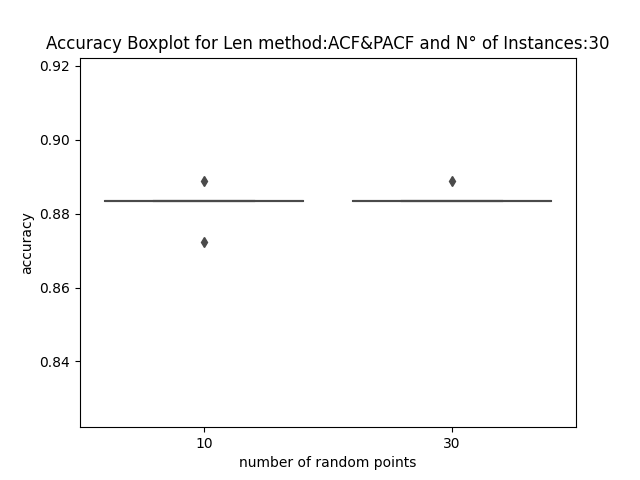 Accuracy Boxplot for Len method:ACF&PACF and N° of Instances:30
0.92
0.90
0.88
0.86
0.84
accuracy
10 30
number of random points